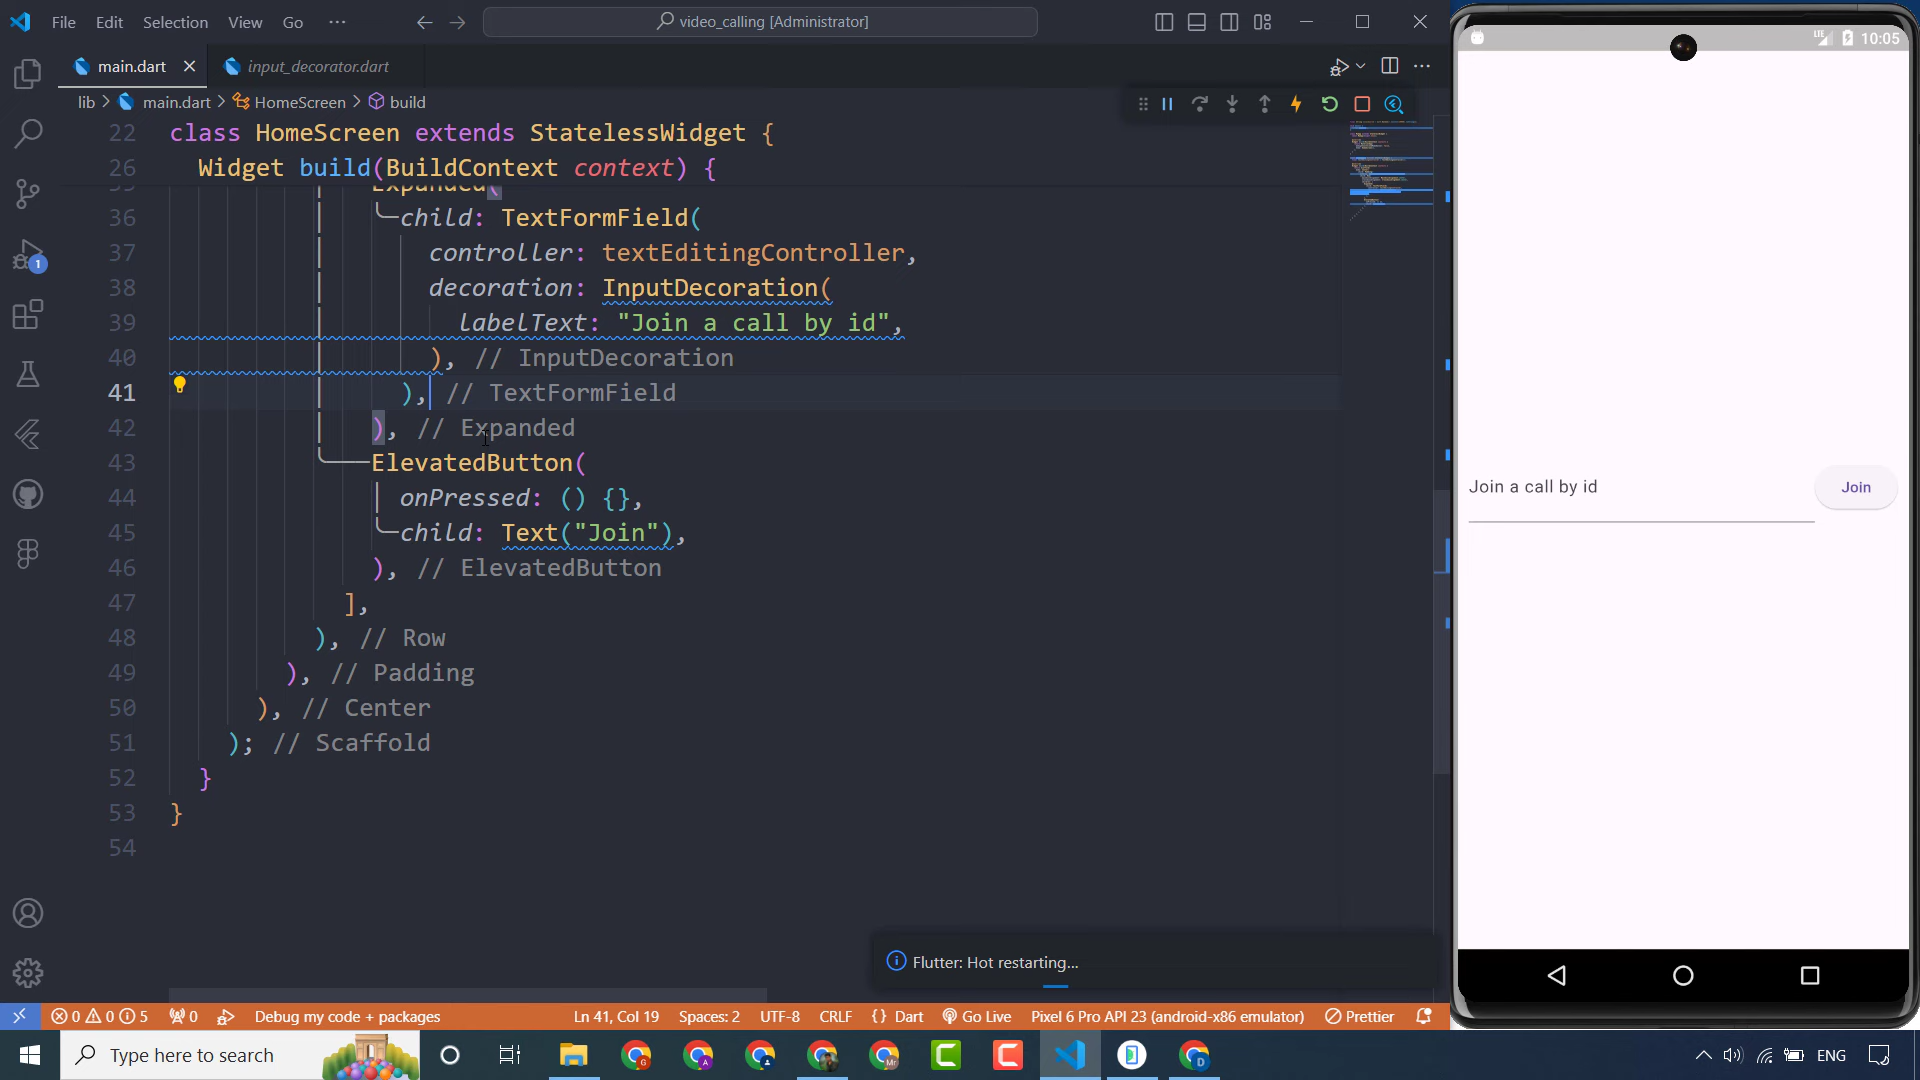 File Edit Selection View Go ···
video_calling [Administrator]
main.dart
input_decorator.dart
lib > main.dart > HomeScreen > build
22 class HomeScreen extends StatelessWidget {
26 Widget build(BuildContext context) {
Expanded(
36 child: TextFormField(
37 controller: textEditingController,
38 decoration: InputDecoration(
39 labelText: "Join a call by id",
40 ), // InputDecoration
41 ), // TextFormField
42 ), // Expanded
43 ElevatedButton(
44 onPressed: () {},
45 child: Text("Join"),
46 ), // ElevatedButton
47 ],
48 ), // Row
49 ), // Padding
50 ), // Center
51 ); // Scaffold
52 }
53 }
54
1
Flutter: Hot restarting...
0 0 5 0 Debug my code + packages Ln 41, Col 19 Spaces: 2 UTF-8 CRLF {} Dart Go Live Pixel 6 Pro API 23 (android-x86 emulator) Prettier
Type here to search
ENG
LTE 10:05
Join a call by id
Join